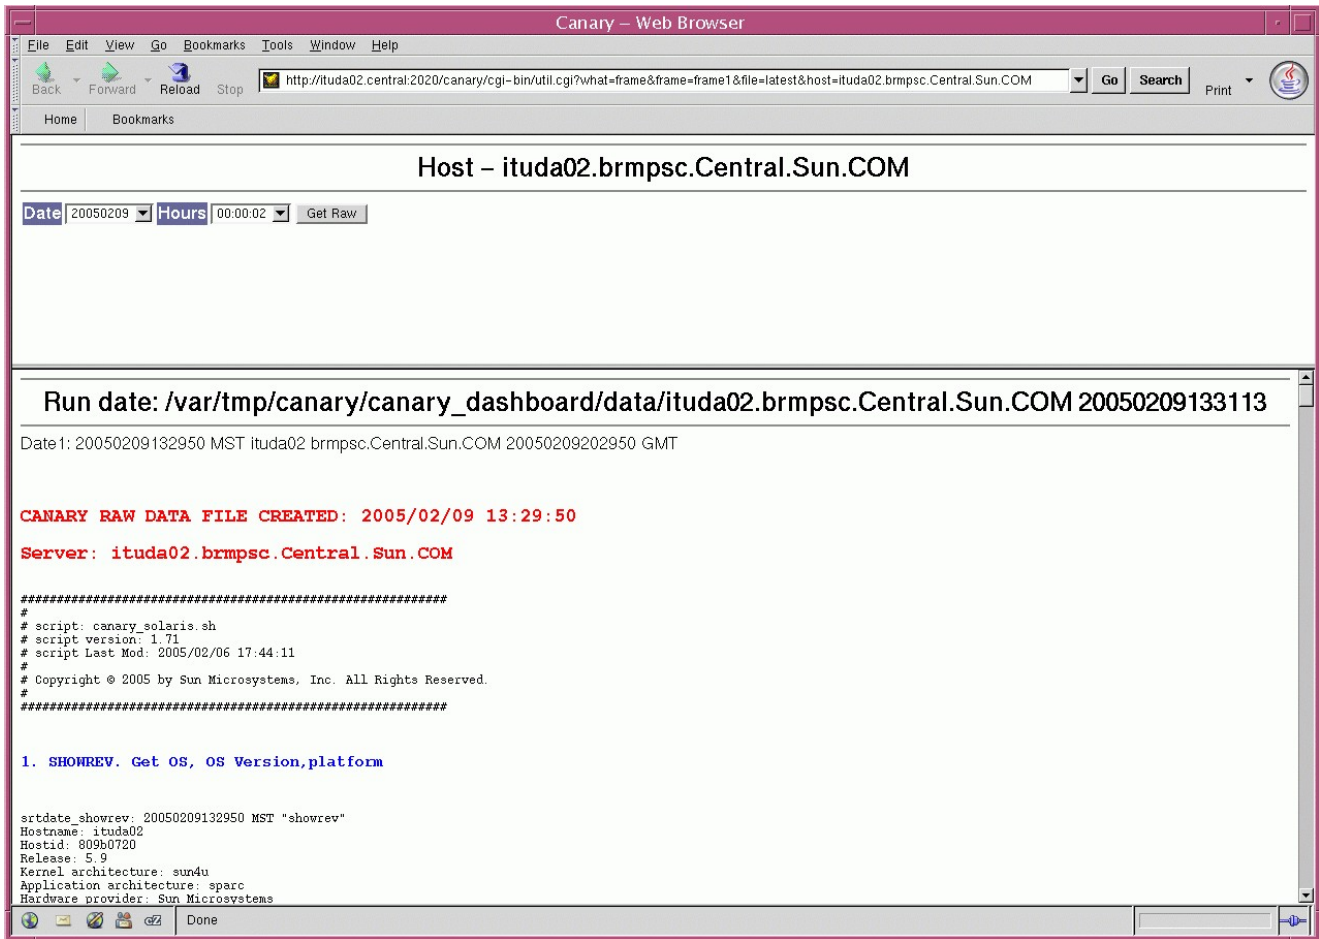 Canary – Web Browser
File Edit View Go Bookmarks Tools Window Help
Back Forward Reload Stop http://ituda02.central:2020/canary/cgi-bin/util.cgi?what=frame&frame=frame1&file=latest&host=ituda02.brmpsc.Central.Sun.COM Go Search Print
Home Bookmarks
Host – ituda02.brmpsc.Central.Sun.COM
Date 20050209 Hours 00:00:02 Get Raw
Run date: /var/tmp/canary/canary_dashboard/data/ituda02.brmpsc.Central.Sun.COM 20050209133113
Date1: 20050209132950 MST ituda02 brmpsc.Central.Sun.COM 20050209202950 GMT
CANARY RAW DATA FILE CREATED: 2005/02/09 13:29:50
Server: ituda02.brmpsc.Central.Sun.COM
###########################################################
#
# script: canary_solaris.sh
# script version: 1.71
# script Last Mod: 2005/02/06 17:44:11
#
# Copyright © 2005 by Sun Microsystems, Inc. All Rights Reserved.
#
###########################################################
1. SHOWREV. Get OS, OS Version,platform
srtdate_showrev: 20050209132950 MST "showrev"
Hostname: ituda02
Hostid: 809b0720
Release: 5.9
Kernel architecture: sun4u
Application architecture: sparc
Hardware provider: Sun Microsystems
Done